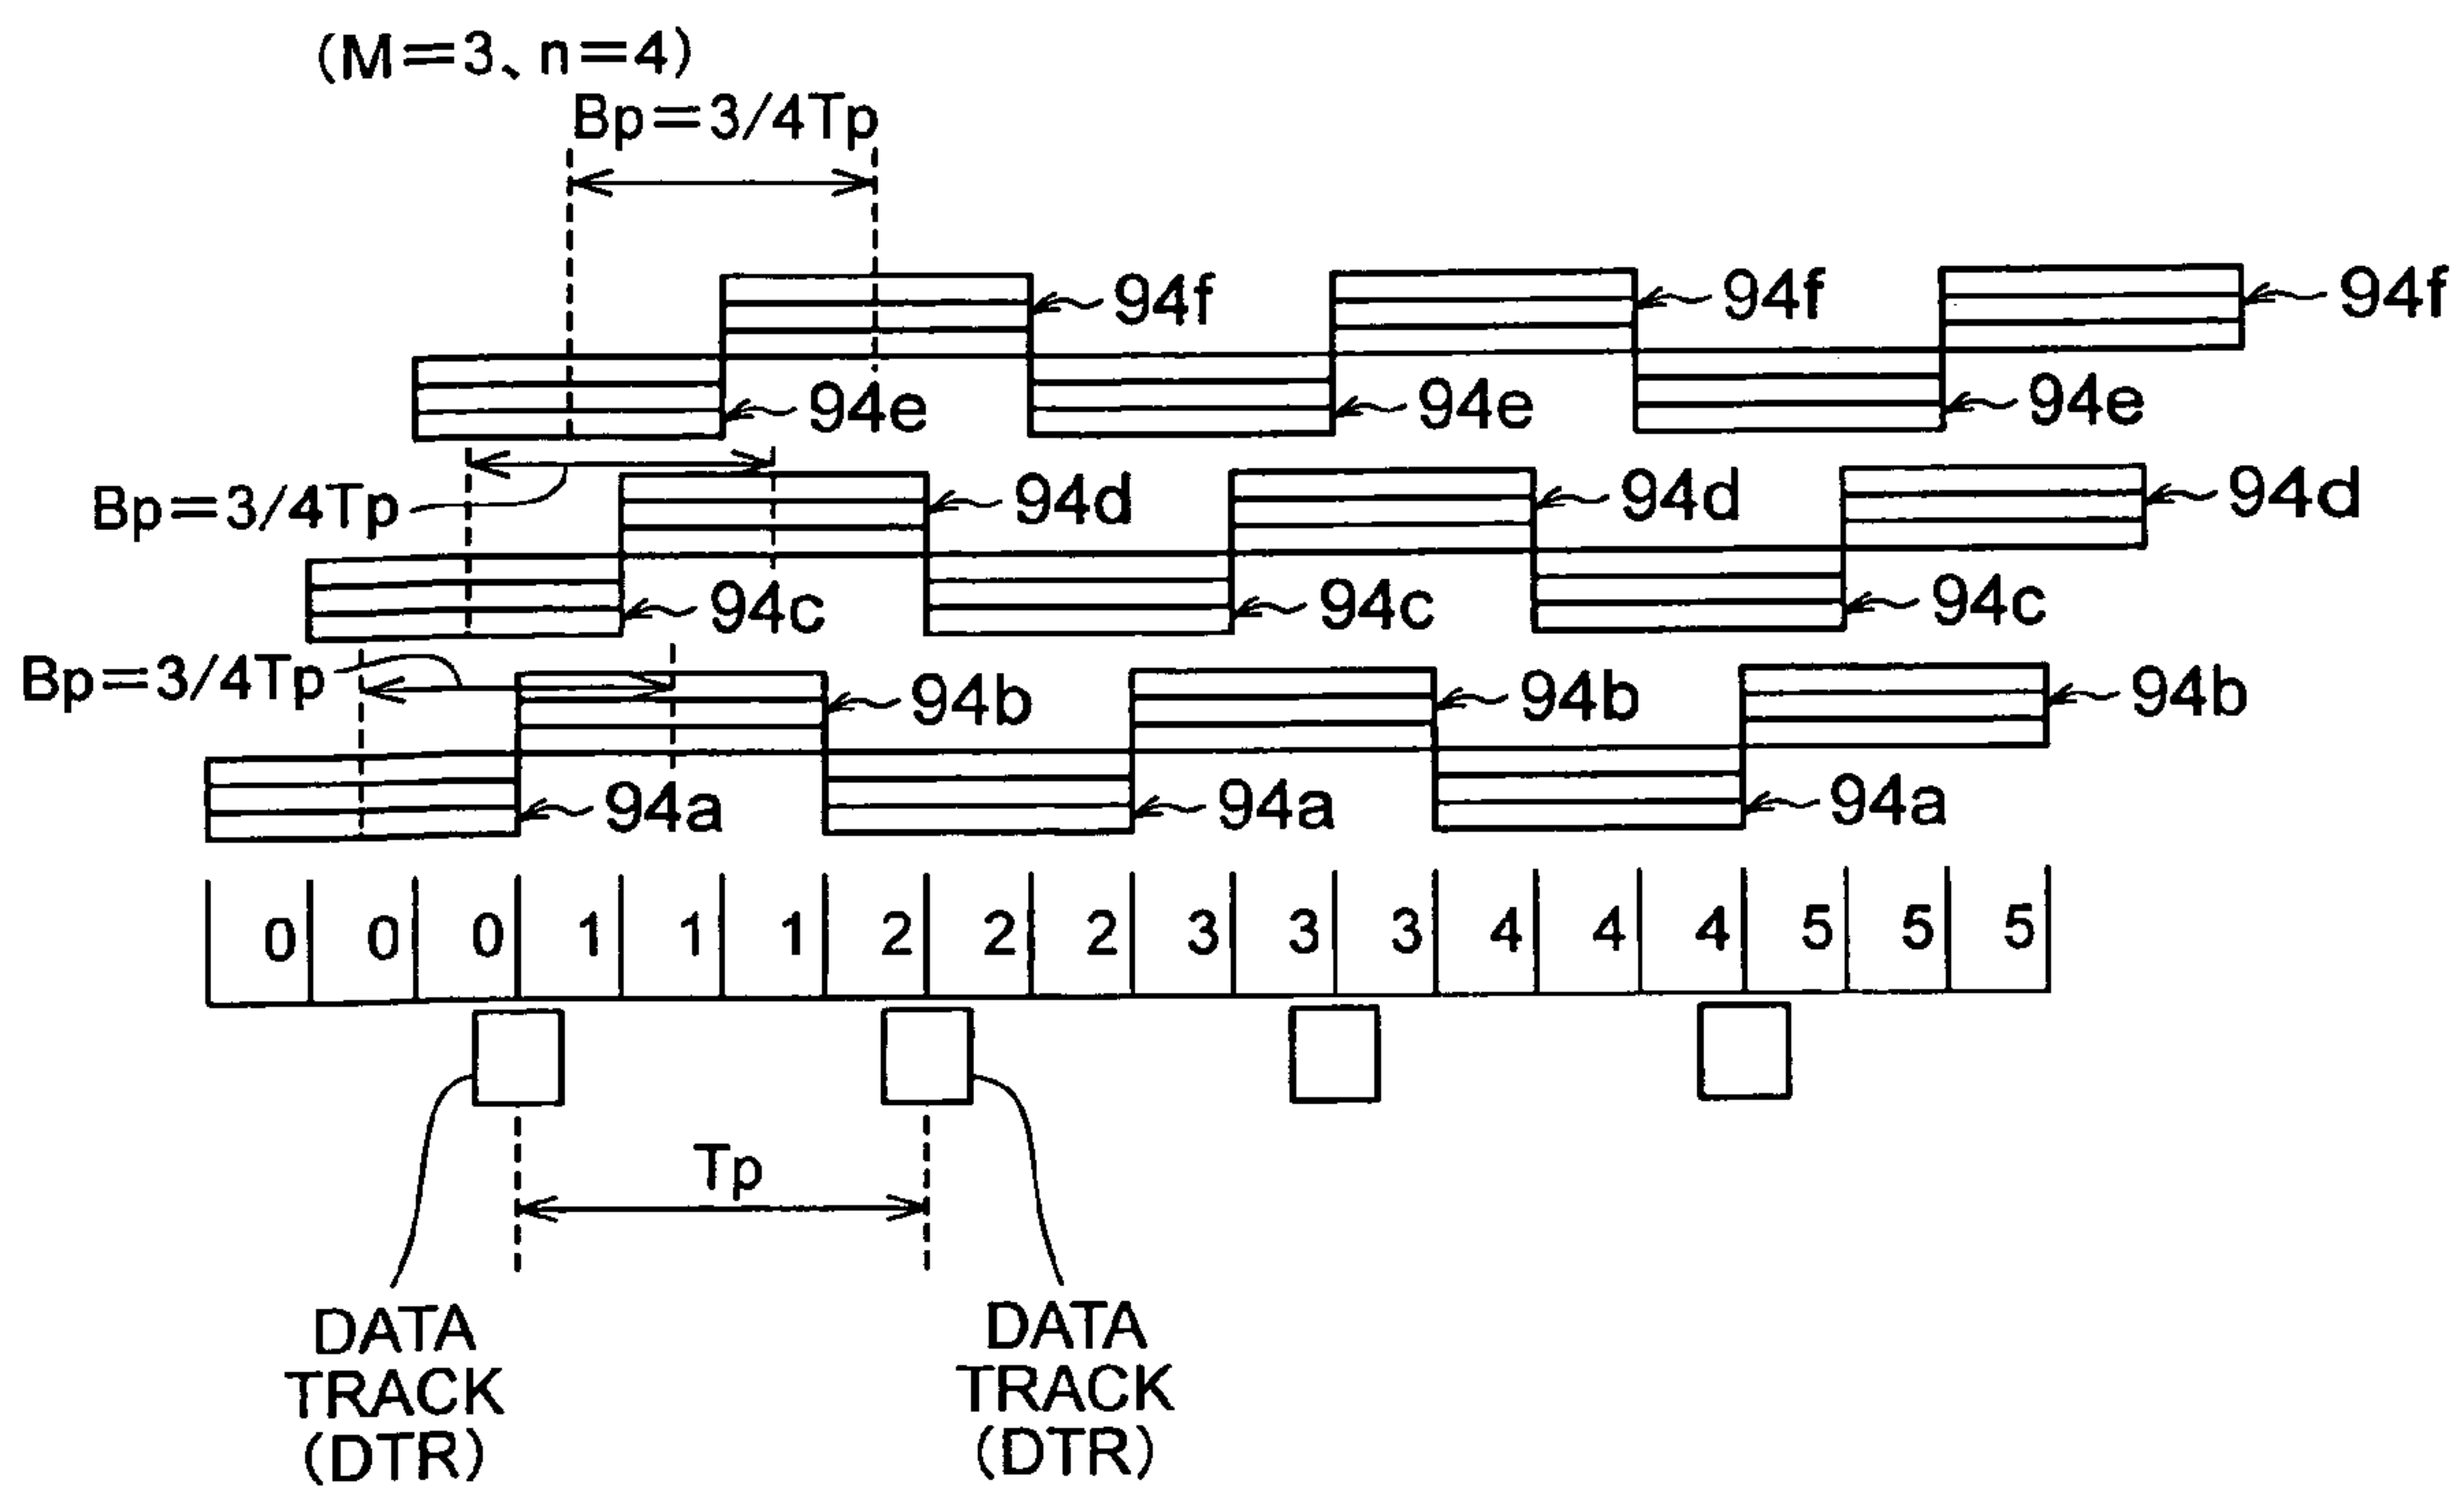 (M=3、n=4)
Bp=3/4Tp
94f 94f 94f
94e 94e 94e
Bp=3/4Tp 94d 94d 94d
94c 94c 94c
Bp=3/4Tp 94b 94b 94b
94a 94a 94a
0 0 0 1 1 1 2 2 2 3 3 3 4 4 4 5 5 5
Tp
DATA
TRACK
(DTR)
DATA
TRACK
(DTR)